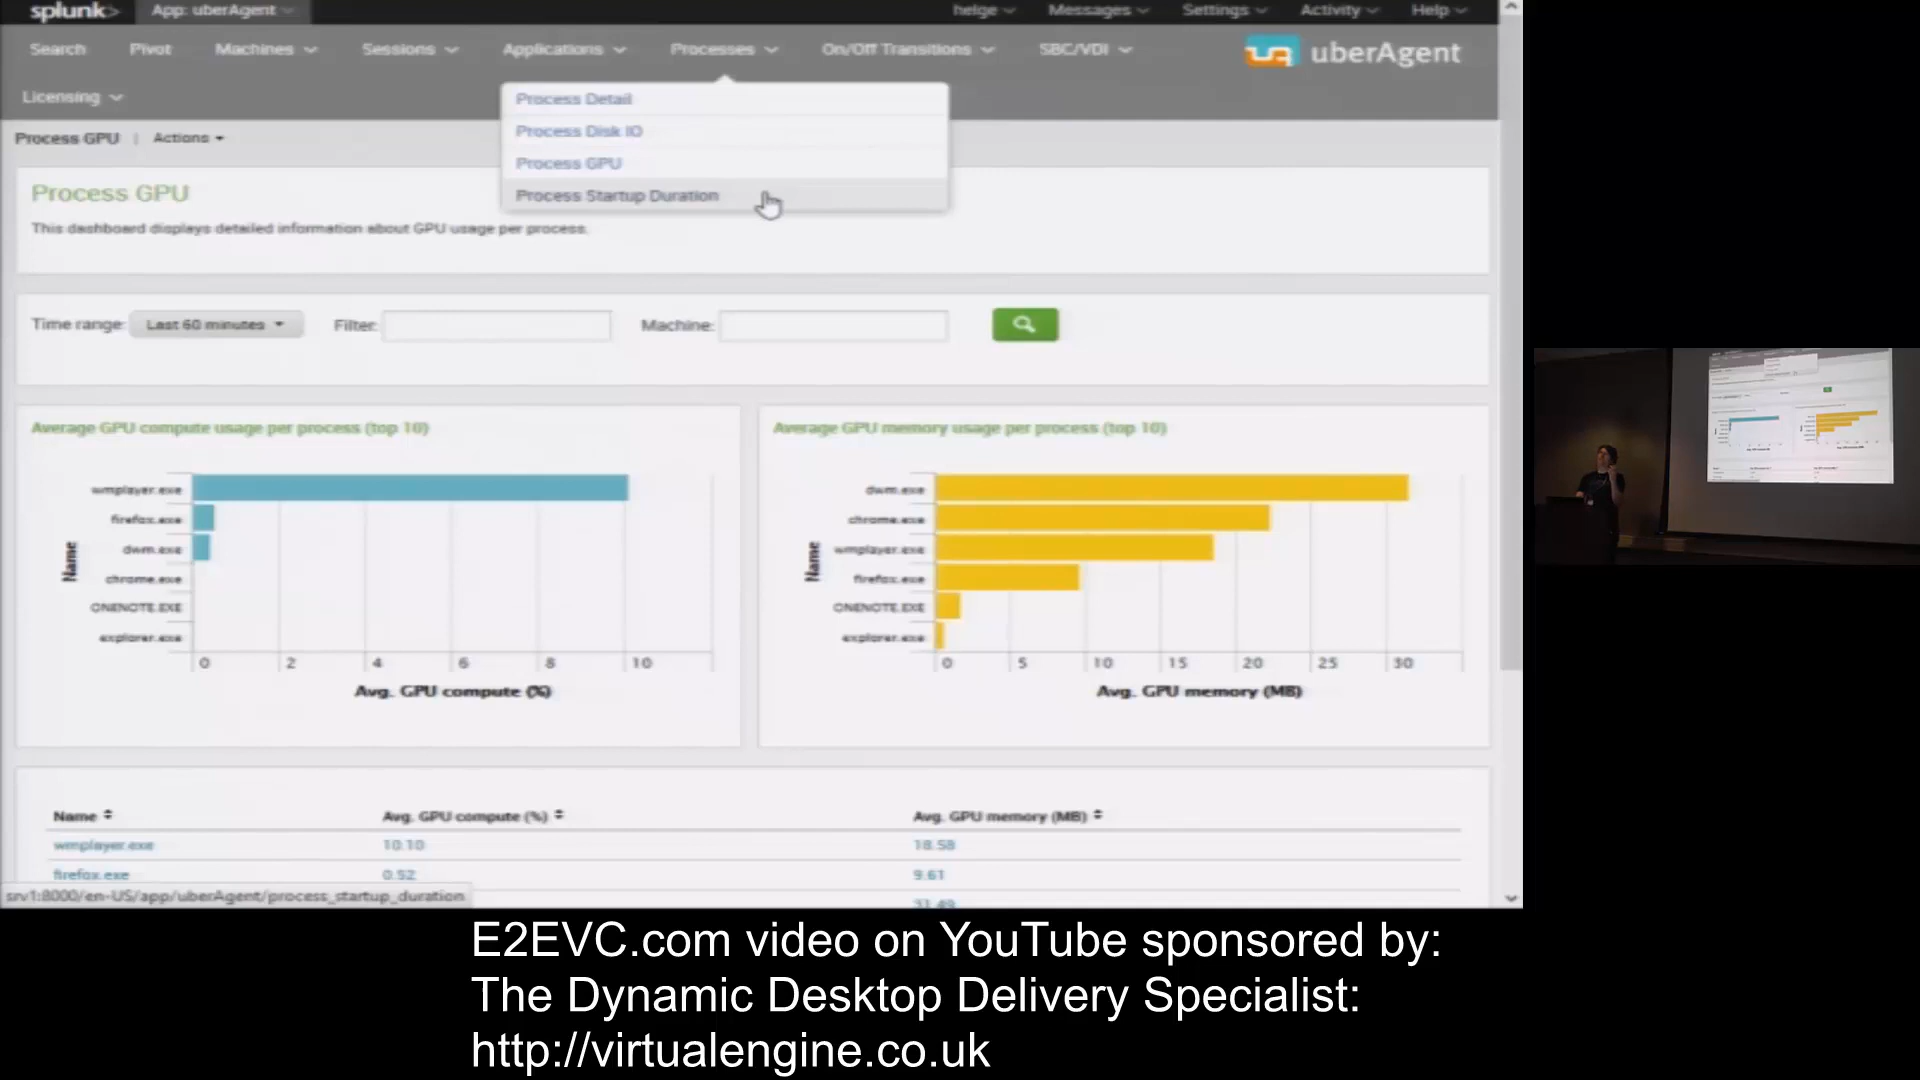 splunk> App: uberAgent helge Messages Settings Activity Help
Search Pivot Machines Sessions Applications Processes On/Off Transitions SBC/VDI uberAgent
Licensing
Process Detail
Process Disk IO
Process GPU
Process Startup Duration
Process GPU | Actions
Process GPU
This dashboard displays detailed information about GPU usage per process.
Time range: Last 60 minutes Filter: Machine:
Average GPU compute usage per process (top 10)
Name
wmplayer.exe
firefox.exe
dwm.exe
chrome.exe
ONENOTE.EXE
explorer.exe
0 2 4 6 8 10
Avg. GPU compute (%)
Average GPU memory usage per process (top 10)
Name
dwm.exe
chrome.exe
wmplayer.exe
firefox.exe
ONENOTE.EXE
explorer.exe
0 5 10 15 20 25 30
Avg. GPU memory (MB)
Name Avg. GPU compute (%) Avg. GPU memory (MB)
wmplayer.exe 10.10 18.58
firefox.exe 0.52 9.61
31.49
srv1:8000/en-US/app/uberAgent/process_startup_duration
E2EVC.com video on YouTube sponsored by:
The Dynamic Desktop Delivery Specialist:
http://virtualengine.co.uk